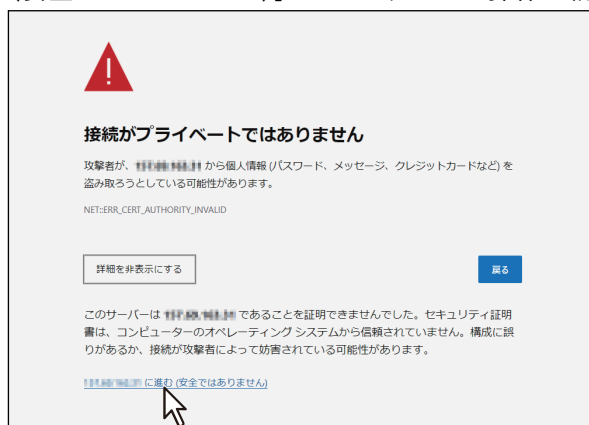 接続がプライベートではありません
攻撃者が、 から個人情報 (パスワード、メッセージ、クレジットカードなど) を
盗み取ろうとしている可能性があります。
NET::ERR_CERT_AUTHORITY_INVALID
詳細を非表示にする
戻る
このサーバーは であることを証明できませんでした。セキュリティ証明
書は、コンピューターのオペレーティング システムから信頼されていません。構成に誤
りがあるか、接続が攻撃者によって妨害されている可能性があります。
に進む (安全ではありません)